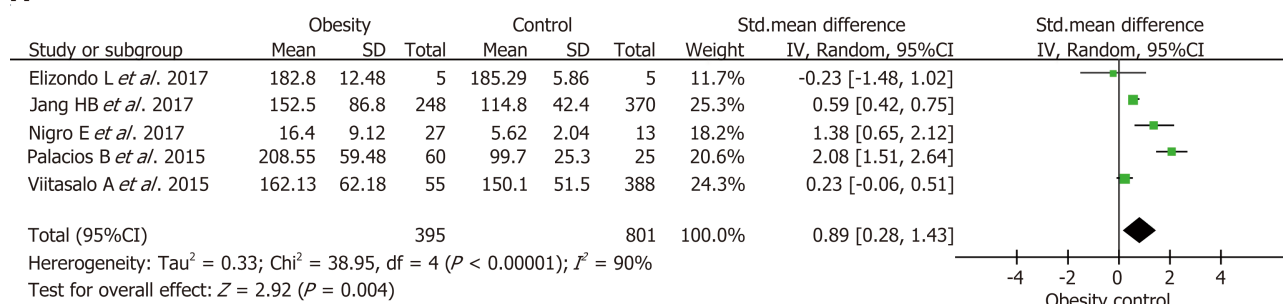 Obesity Control Std.mean difference Std.mean difference
Study or subgroup Mean SD Total Mean SD Total Weight IV, Random, 95%CI IV, Random, 95%CI
Elizondo L et al. 2017 182.8 12.48 5 185.29 5.86 5 11.7% -0.23 [-1.48, 1.02]
Jang HB et al. 2017 152.5 86.8 248 114.8 42.4 370 25.3% 0.59 [0.42, 0.75]
Nigro E et al. 2017 16.4 9.12 27 5.62 2.04 13 18.2% 1.38 [0.65, 2.12]
Palacios B et al. 2015 208.55 59.48 60 99.7 25.3 25 20.6% 2.08 [1.51, 2.64]
Viitasalo A et al. 2015 162.13 62.18 55 150.1 51.5 388 24.3% 0.23 [-0.06, 0.51]
Total (95%CI) 395 801 100.0% 0.89 [0.28, 1.43]
Hererogeneity: Tau² = 0.33; Chi² = 38.95, df = 4 (P < 0.00001); I² = 90%
Test for overall effect: Z = 2.92 (P = 0.004)
-4 -2 0 2 4
Obesity control